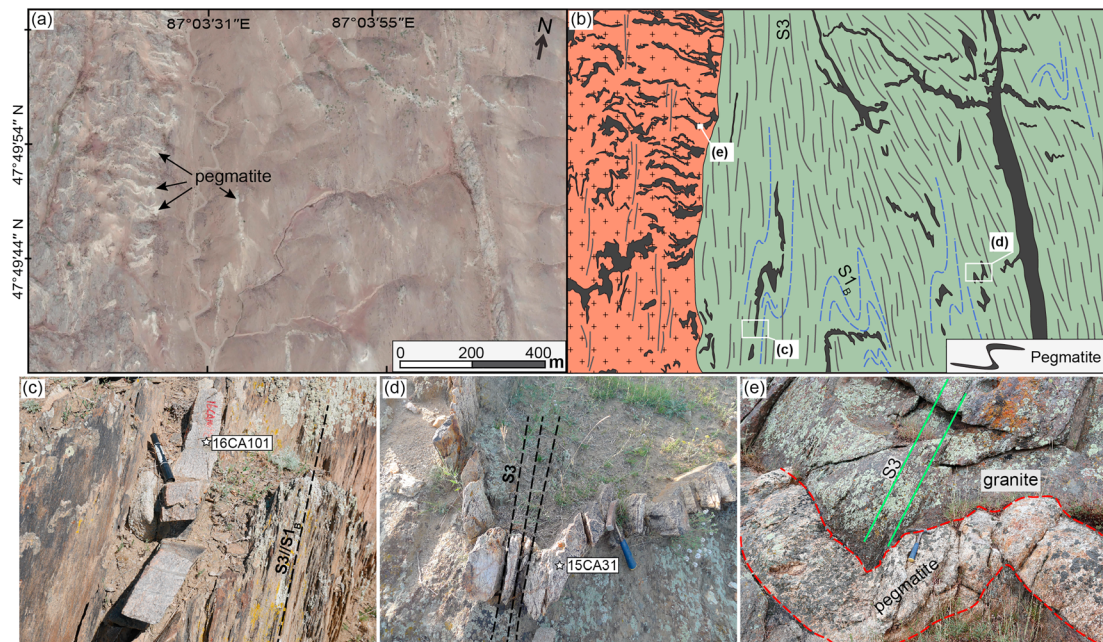 (a)
87°03′31″E
87°03′55″E
N
47°49′54″ N
47°49′44″ N
pegmatite
0 200 400
m
(b)
S3
(e)
S1B
(d)
(c)
Pegmatite
(c)
16CA101
S3//S1B
(d)
S3
15CA31
(e)
S3
granite
pegmatite